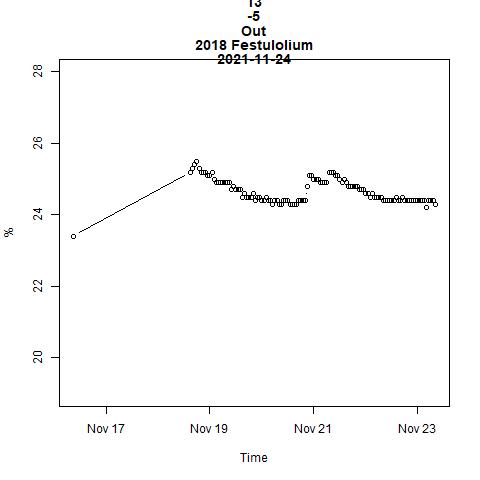 13
-5
Out
2018 Festulolium
2021-11-24
28
26
24
22
20
%
Nov 17
Nov 19
Nov 21
Nov 23
Time